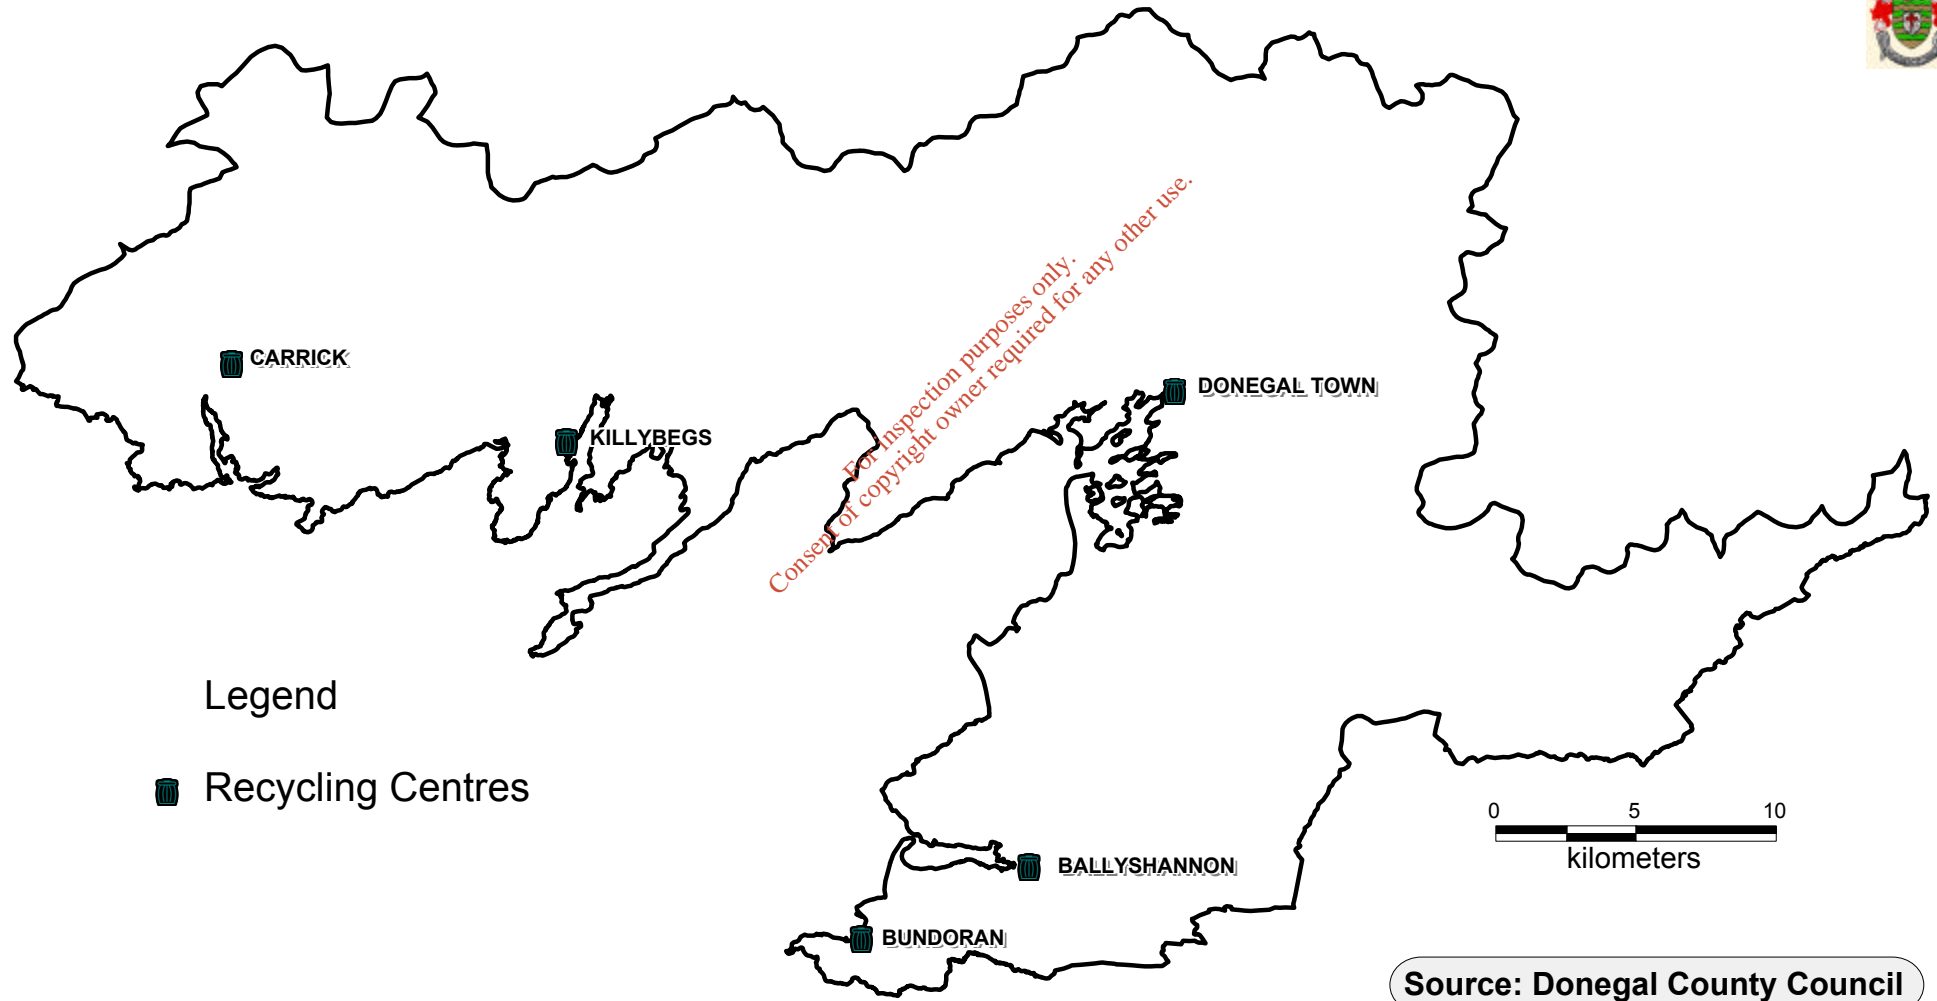 CARRICK
DONEGAL TOWN
KILLYBEGS
For inspection purposes only.
Consent of copyright owner required for any other use.
Legend
Recycling Centres
0 5 10
kilometers
BALLYSHANNON
BUNDORAN
Source: Donegal County Council